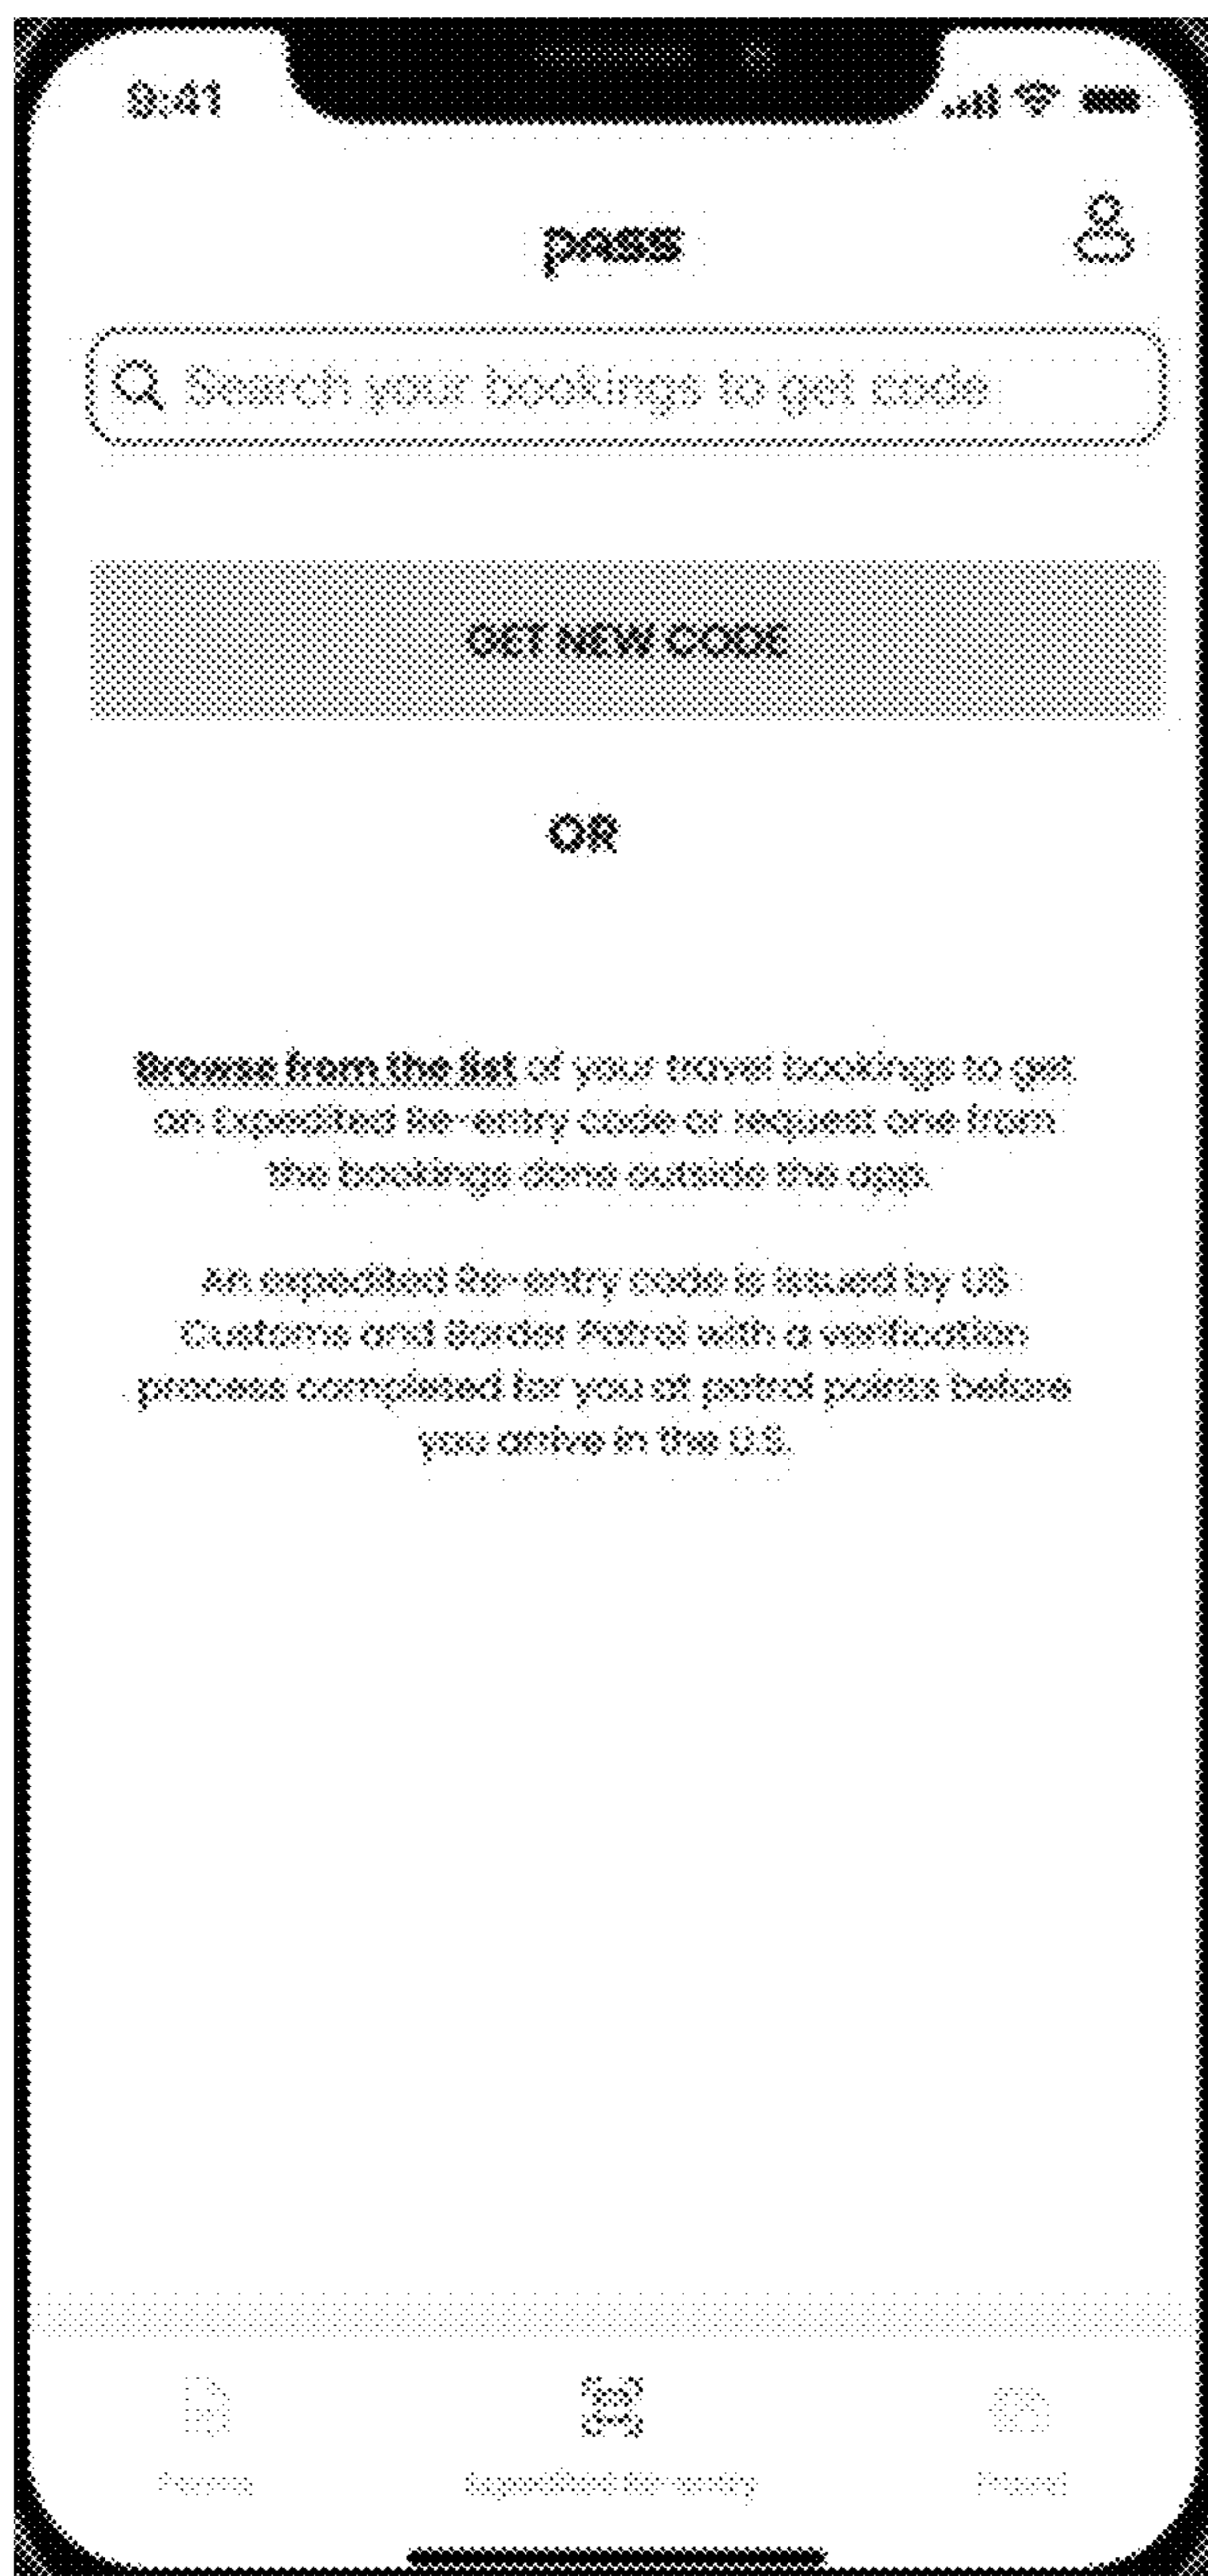 9:41
pass
Search your bookings to get code
GET NEW CODE
OR
Browse from the list of your travel bookings to get
an Expedited Re-entry code or request one from
the bookings done outside the app.
An expedited Re-entry code is issued by US
Customs and Border Patrol with a verification
process completed for you at patrol points before
you arrive in the U.S.
Expedited Re-entry